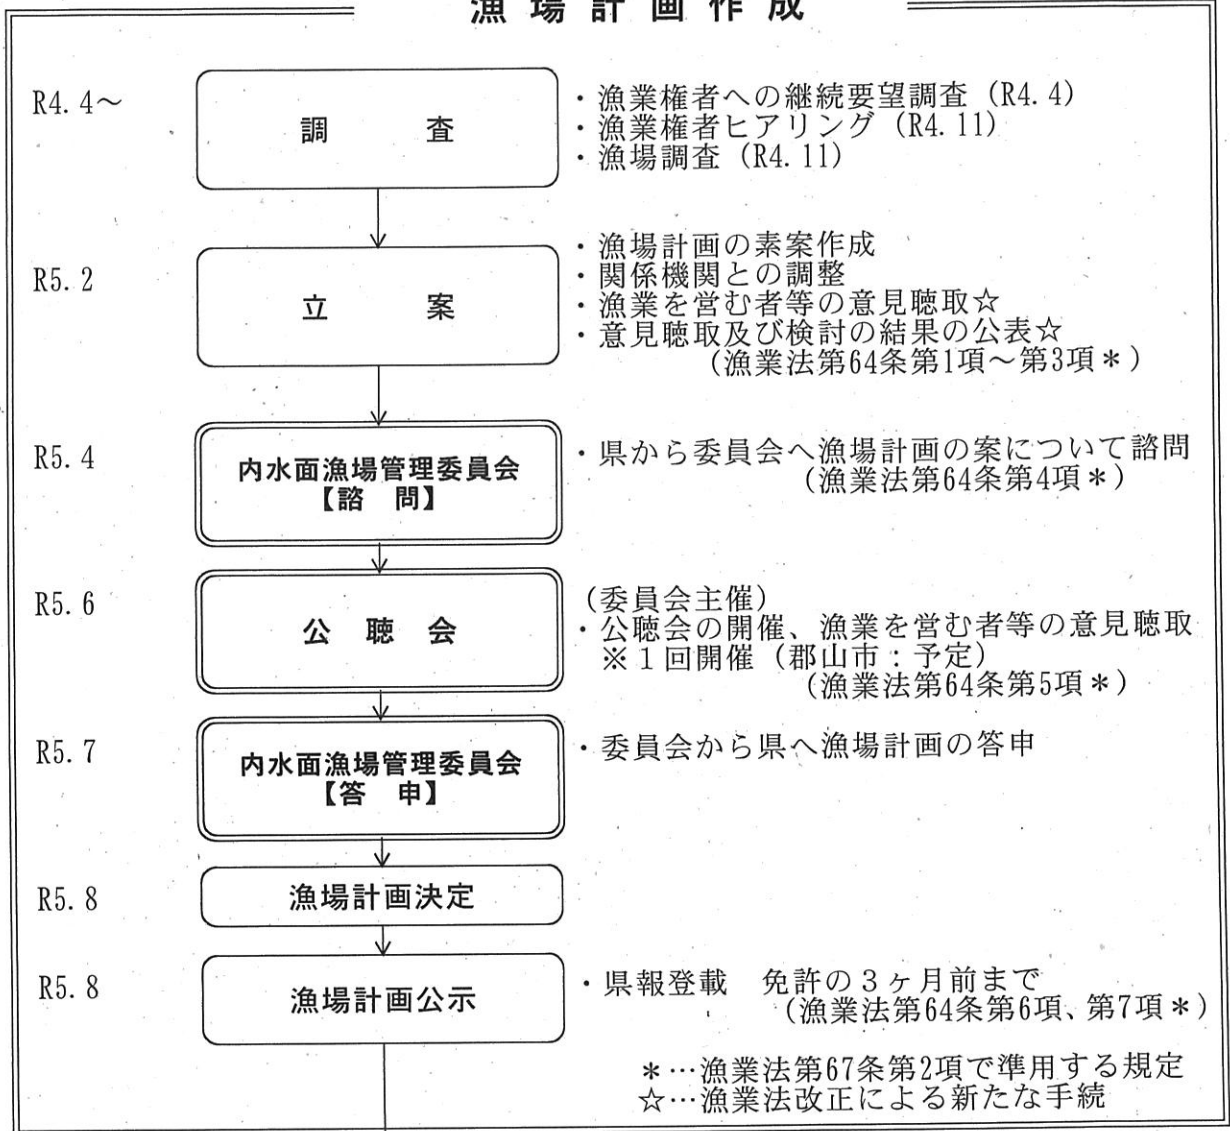 漁場計画作成
R4.4～
調　査
・漁業権者への継続要望調査（R4.4）
・漁業権者ヒアリング（R4.11）
・漁場調査（R4.11）
R5.2
立　案
・漁場計画の素案作成
・関係機関との調整
・漁業を営む者等の意見聴取☆
・意見聴取及び検討の結果の公表☆
（漁業法第64条第1項～第3項＊）
R5.4
内水面漁場管理委員会
【諮　問】
・県から委員会へ漁場計画の案について諮問
（漁業法第64条第4項＊）
R5.6
公　聴　会
（委員会主催）
・公聴会の開催、漁業を営む者等の意見聴取
※１回開催（郡山市：予定）
（漁業法第64条第5項＊）
R5.7
内水面漁場管理委員会
【答　申】
・委員会から県へ漁場計画の答申
R5.8
漁場計画決定
R5.8
漁場計画公示
・県報登載　免許の３ヶ月前まで
（漁業法第64条第6項、第7項＊）
＊…漁業法第67条第2項で準用する規定
☆…漁業法改正による新たな手続